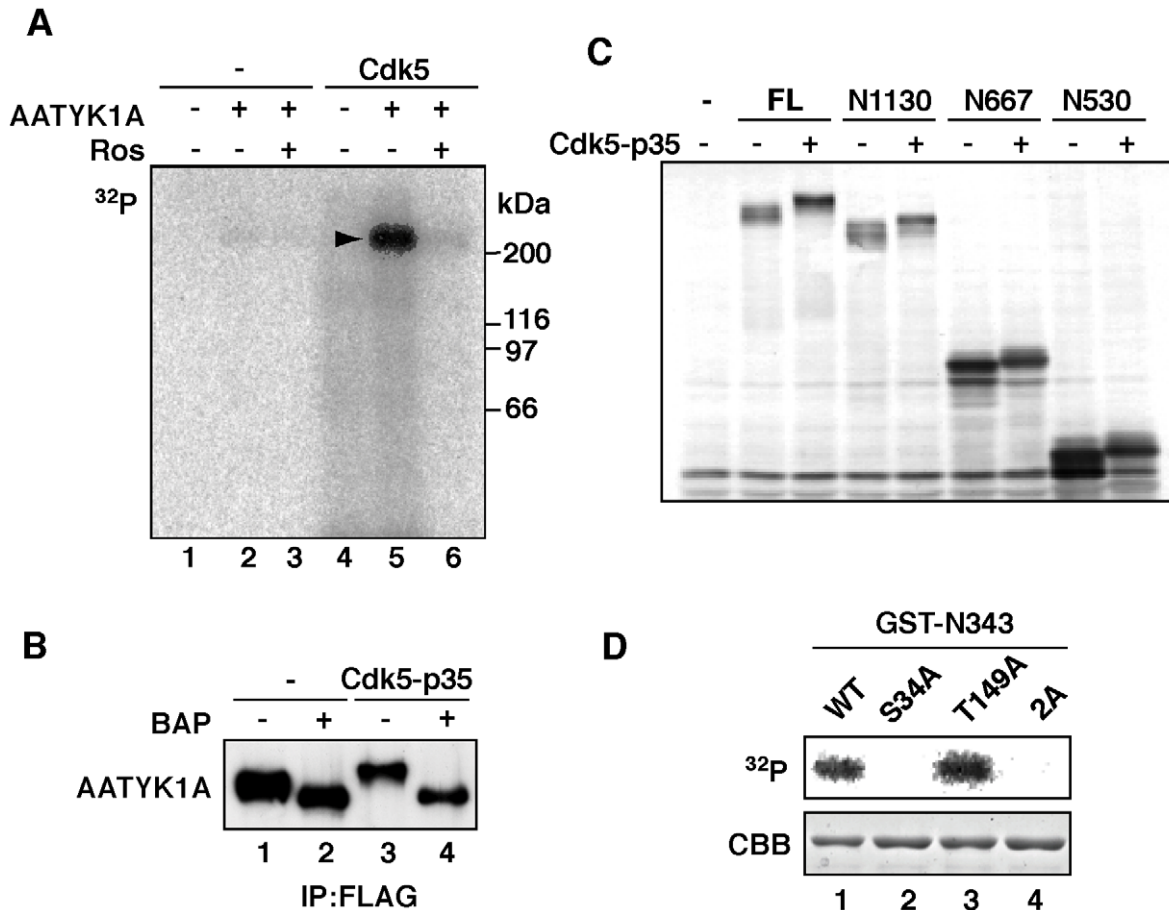 A
- Cdk5
AATYK1A - + + - + +
Ros + +
32P
kDa
200
116
97
66
1 2 3 4 5 6
B
- Cdk5-p35
BAP - + - +
AATYK1A
1 2 3 4
IP:FLAG
C
- FL N1130 N667 N530
Cdk5-p35 - - + - + - + - +
D
GST-N343
WT S34A T149A 2A
32P
CBB
1 2 3 4